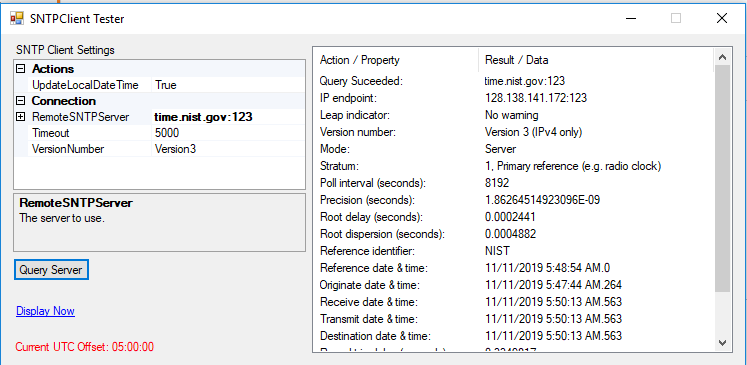 SNTPClient Tester
SNTP Client Settings
Actions
UpdateLocalDateTime True
Connection
RemoteSNTPServer time.nist.gov:123
Timeout 5000
VersionNumber Version3
RemoteSNTPServer
The server to use.
Query Server
Display Now
Current UTC Offset: 05:00:00
Action / Property Result / Data
Query Suceeded: time.nist.gov:123
IP endpoint: 128.138.141.172:123
Leap indicator: No warning
Version number: Version 3 (IPv4 only)
Mode: Server
Stratum: 1, Primary reference (e.g. radio clock)
Poll interval (seconds): 8192
Precision (seconds): 1.86264514923096E-09
Root delay (seconds): 0.0002441
Root dispersion (seconds): 0.0004882
Reference identifier: NIST
Reference date & time: 11/11/2019 5:48:54 AM.0
Originate date & time: 11/11/2019 5:47:44 AM.264
Receive date & time: 11/11/2019 5:50:13 AM.563
Transmit date & time: 11/11/2019 5:50:13 AM.563
Destination date & time: 11/11/2019 5:50:13 AM.563